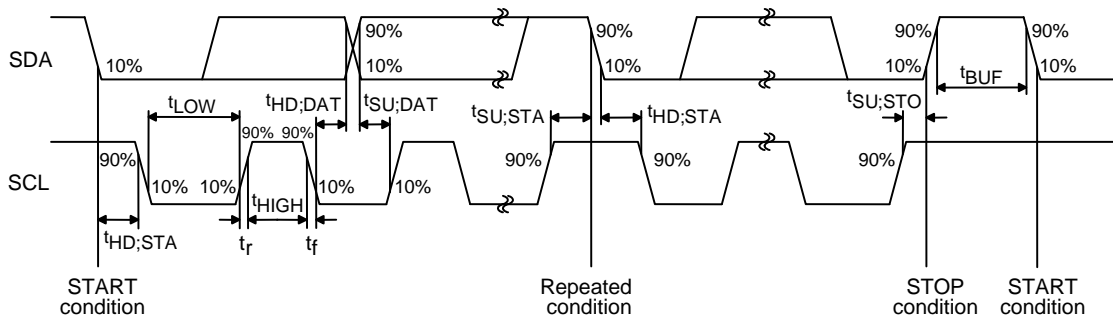 90% 90% 90% 90%
SDA
10% 10% 10% 10% 10%
tLOW tHD;DAT tSU;DAT tSU;STA tHD;STA tSU;STO tBUF
90% 90% 90% 90% 90% 90%
SCL
10% 10% 10% 10%
tHIGH
tHD;STA tr tf
START condition
Repeated condition
STOP condition
START condition